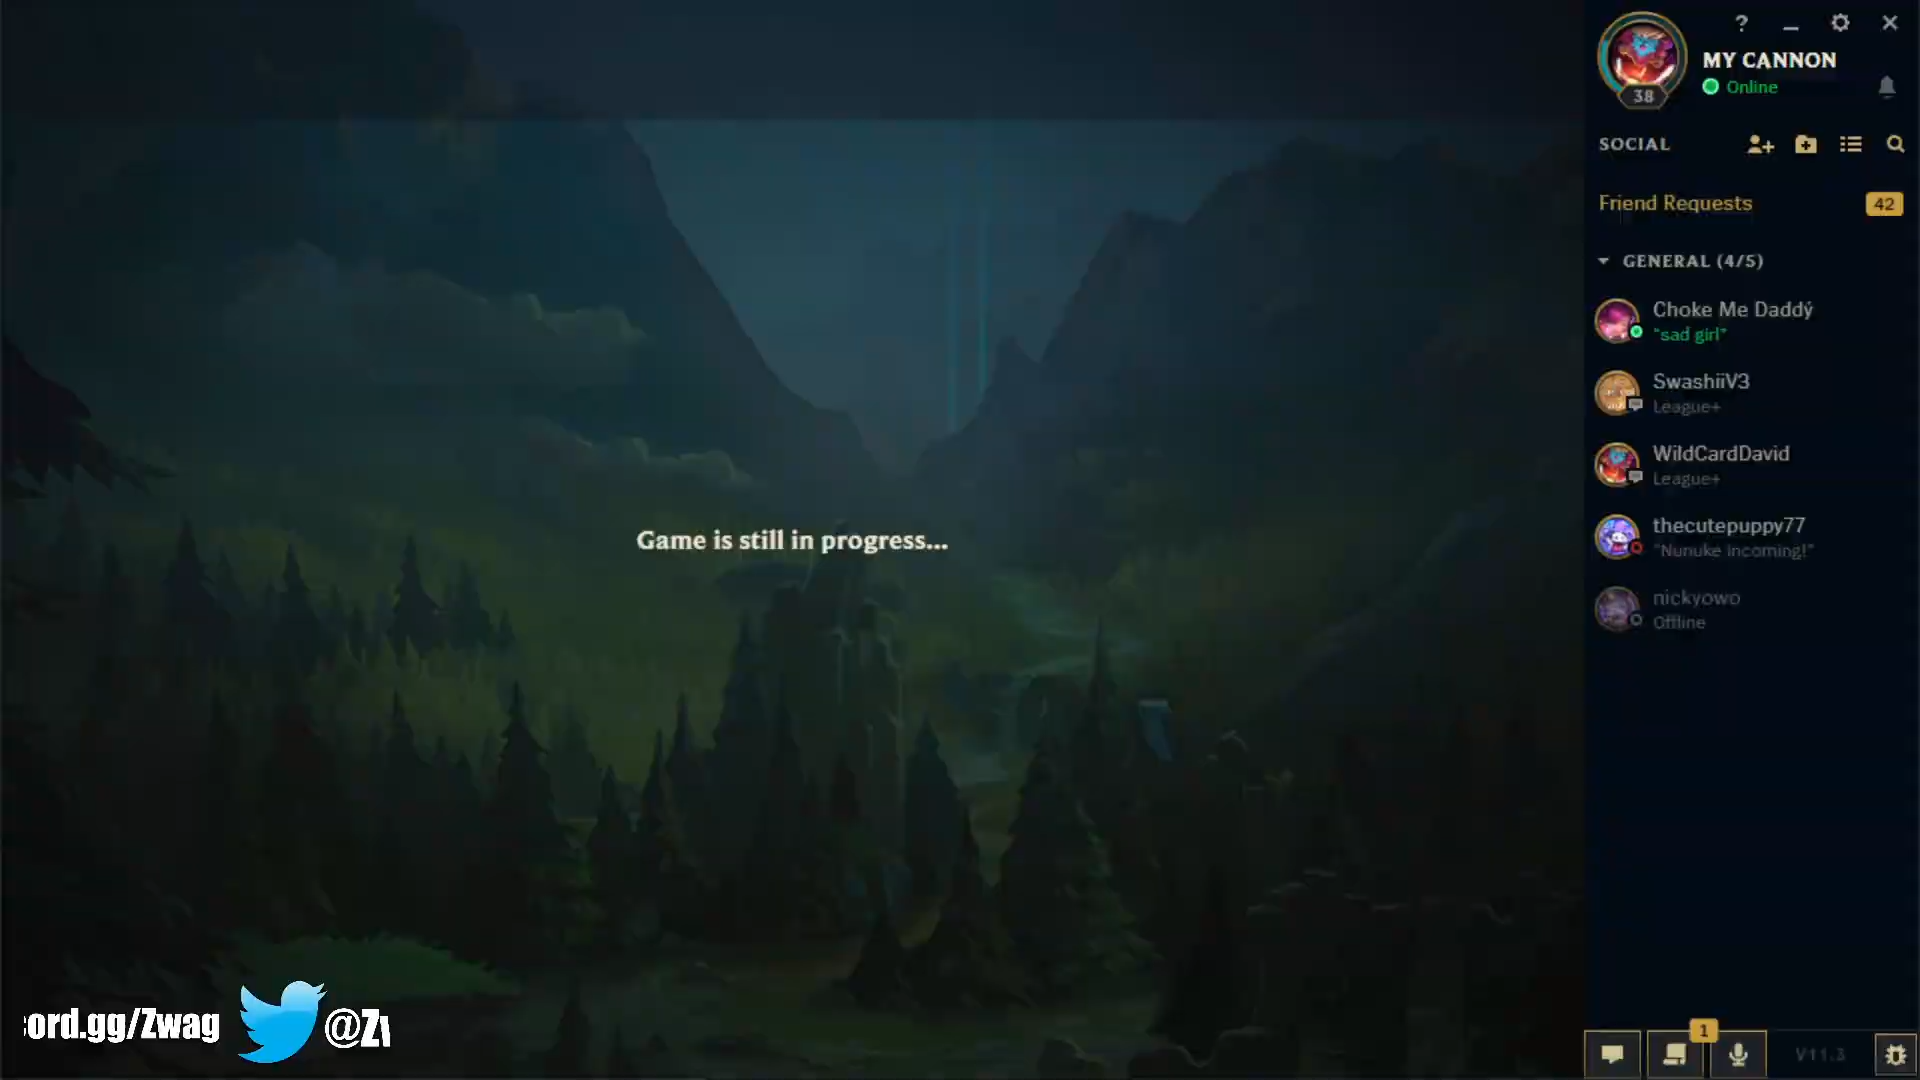 MY CANNON
38
Online
SOCIAL
Friend Requests 42
GENERAL (4/5)
Choke Me Daddý
"sad girl"
SwashiiV3
League+
WildCardDavid
League+
thecutepuppy77
"Nunuke Incoming!"
nickyowo
Offline
Game is still in progress...
ord.gg/Zwag @Z
1
V11.3